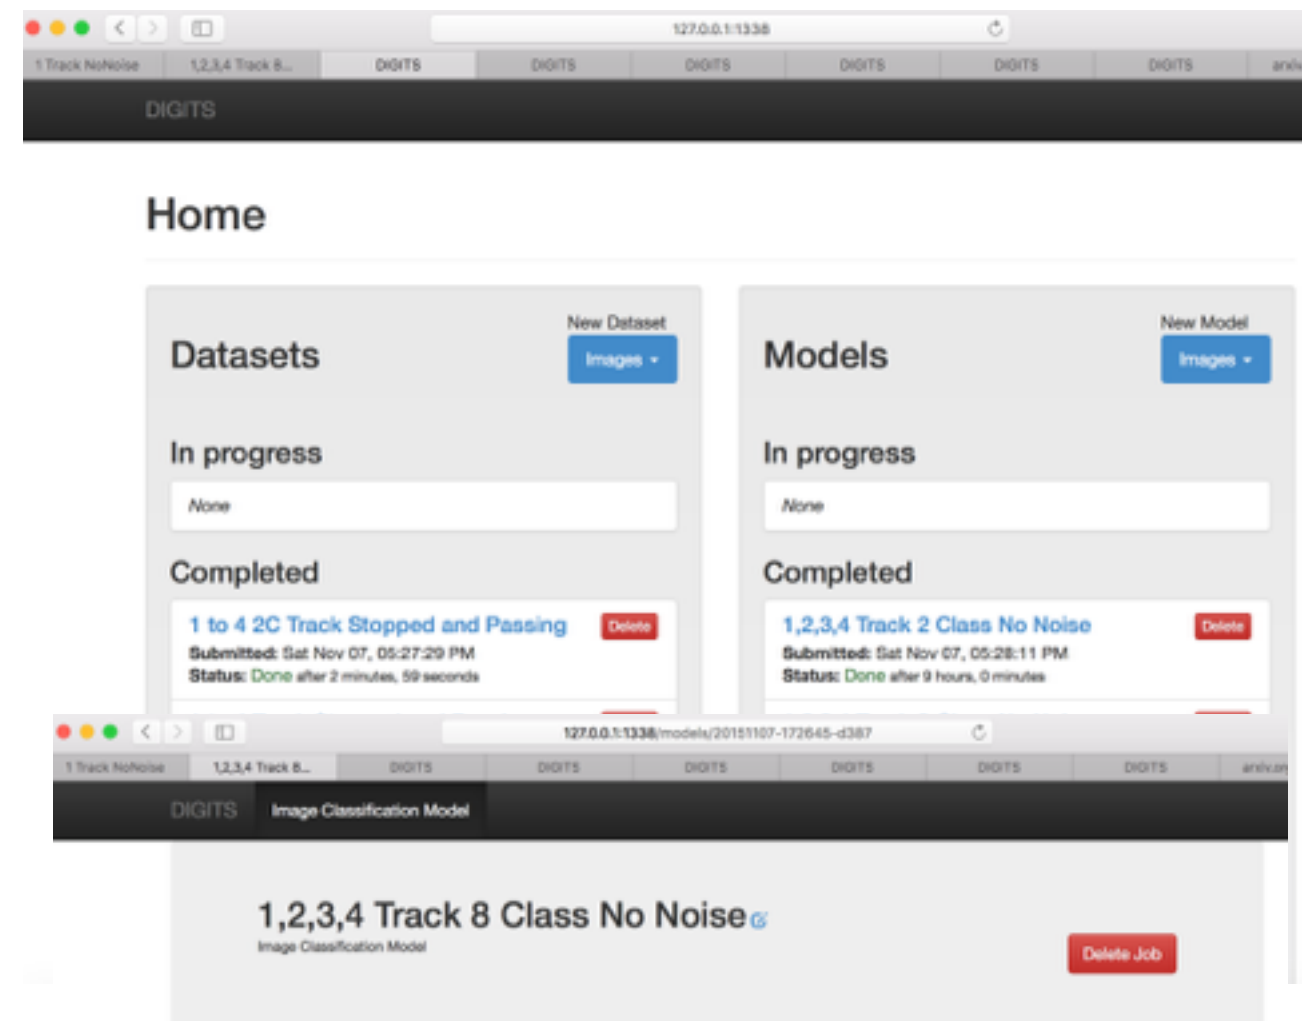 127.0.0.1:1338
1 Track NoNoise 1,2,3,4 Track 8... DIGITS DIGITS DIGITS DIGITS DIGITS DIGITS
DIGITS
Home
Datasets
New Dataset
Images
In progress
None
Completed
1 to 4 2C Track Stopped and Passing Delete
Submitted: Sat Nov 07, 05:27:29 PM
Status: Done after 2 minutes, 59 seconds
Models
New Model
Images
In progress
None
Completed
1,2,3,4 Track 2 Class No Noise Delete
Submitted: Sat Nov 07, 05:28:11 PM
Status: Done after 9 hours, 0 minutes
127.0.0.1:1338/models/20151107-172645-d387
1 Track NoNoise 1,2,3,4 Track 8... DIGITS DIGITS DIGITS DIGITS DIGITS DIGITS
DIGITS Image Classification Model
1,2,3,4 Track 8 Class No Noise
Image Classification Model
Delete Job